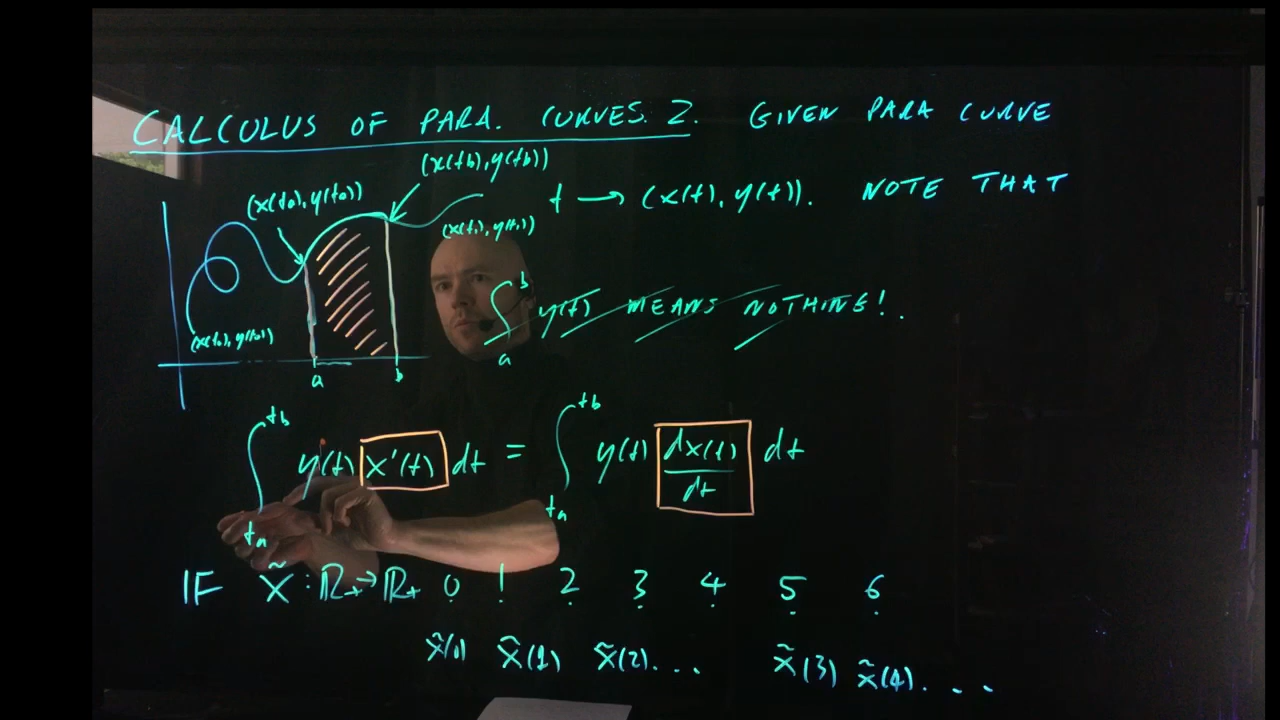 CALCULUS OF PARA. CURVES. 2. GIVEN PARA CURVE
t → (x(t), y(t)). NOTE THAT
(x(tb), y(tb))
(x(ta), y(ta))
(x(t1), y(t1))
∫_a^b y(t) MEANS NOTHING!
(x(t0), y(t0))
a b
∫_{ta}^{tb} y(t) x'(t) dt = ∫_{ta}^{tb} y(t) dx(t)/dt dt
IF x̃ : ℝ+ → ℝ+ 0 1 2 3 4 5 6
x̃(0) x̃(1) x̃(2)... x̃(3) x̃(4)....